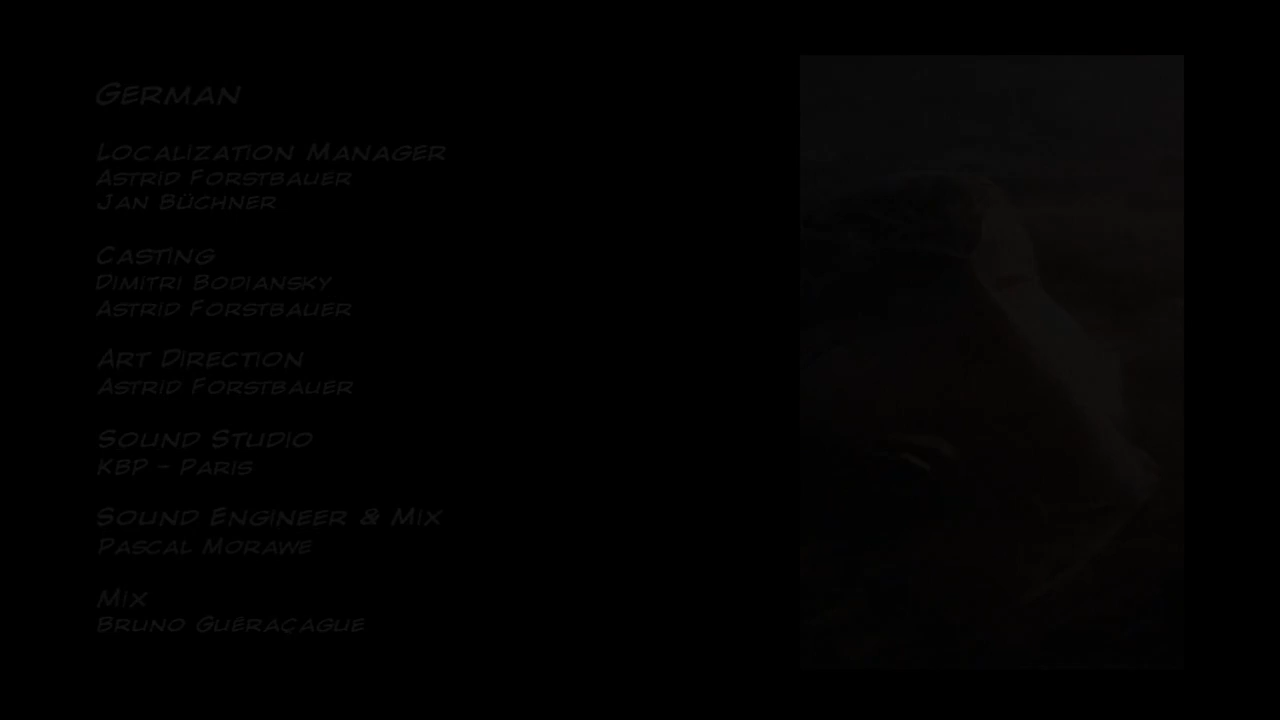 German
Localization Manager
Astrid Forstbauer
Jan Büchner
Casting
Dimitri Bodiansky
Astrid Forstbauer
Art Direction
Astrid Forstbauer
Sound Studio
KBP - Paris
Sound Engineer & Mix
Pascal Morawe
Mix
Bruno Gueraçague